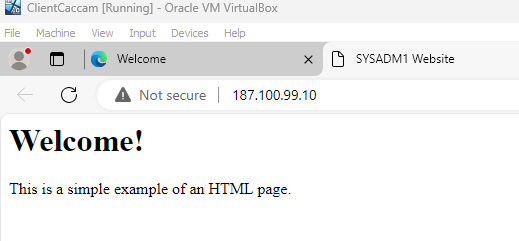 ClientCaccam [Running] - Oracle VM VirtualBox
File Machine View Input Devices Help
Welcome
SYSADM1 Website
Not secure
187.100.99.10
Welcome!
This is a simple example of an HTML page.